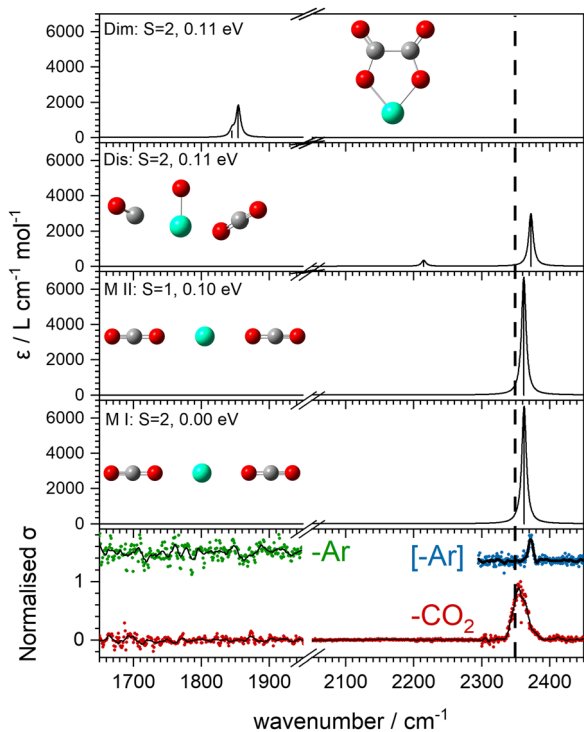 Dim: S=2, 0.11 eV
6000
4000
2000
0
Dis: S=2, 0.11 eV
6000
4000
2000
0
M II: S=1, 0.10 eV
6000
4000
2000
0
M I: S=2, 0.00 eV
6000
4000
2000
0
ε / L cm⁻¹ mol⁻¹
-Ar
[-Ar]
-CO₂
1
0
Normalised σ
1700 1800 1900 2100 2200 2300 2400
wavenumber / cm⁻¹